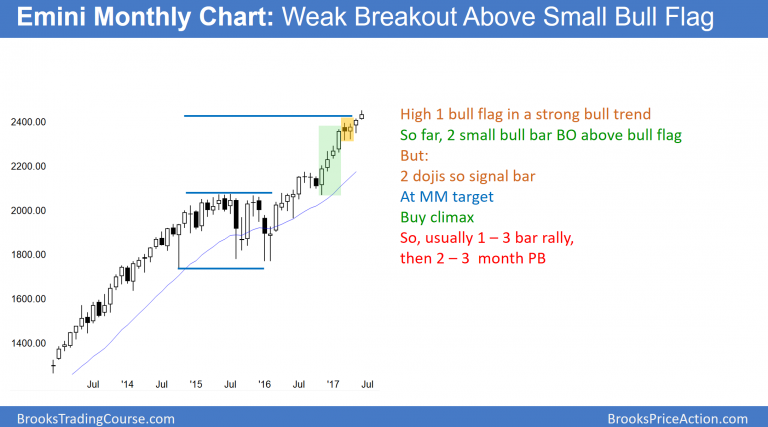 Emini Monthly Chart: Weak Breakout Above Small Bull Flag
2400.00
2200.00
2000.00
1800.00
1600.00
1400.00
Jul '14 Jul '15 Jul '16 Jul '17 Jul
High 1 bull flag in a strong bull trend
So far, 2 small bull bar BO above bull flag
But:
2 dojis so signal bar
At MM target
Buy climax
So, usually 1 – 3 bar rally,
then 2 – 3 month PB
BrooksTradingCourse.com
BrooksPriceAction.com